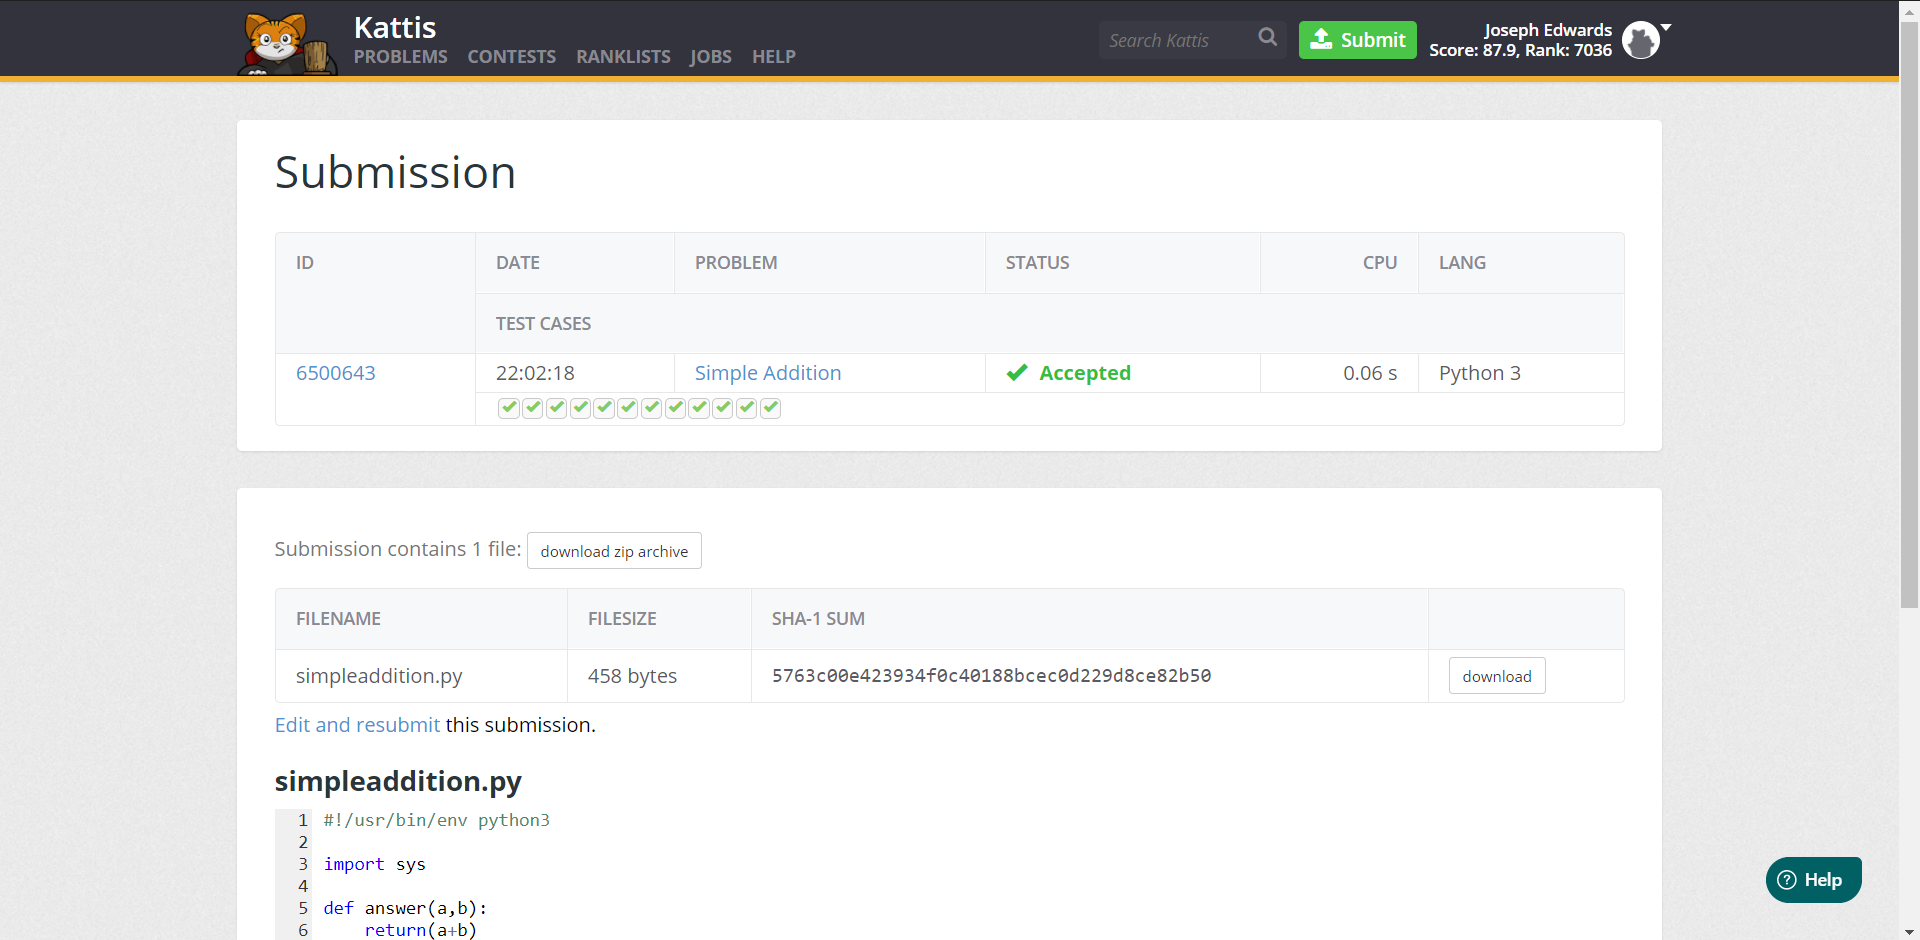 Kattis
PROBLEMS CONTESTS RANKLISTS JOBS HELP
Search Kattis
Submit
Joseph Edwards
Score: 87.9, Rank: 7036
Submission
ID DATE PROBLEM STATUS CPU LANG
TEST CASES
6500643 22:02:18 Simple Addition Accepted 0.06 s Python 3
Submission contains 1 file: download zip archive
FILENAME FILESIZE SHA-1 SUM
simpleaddition.py 458 bytes 5763c00e423934f0c40188bcec0d229d8ce82b50 download
Edit and resubmit this submission.
simpleaddition.py
1 #!/usr/bin/env python3
2
3 import sys
4
5 def answer(a,b):
6     return(a+b)
Help